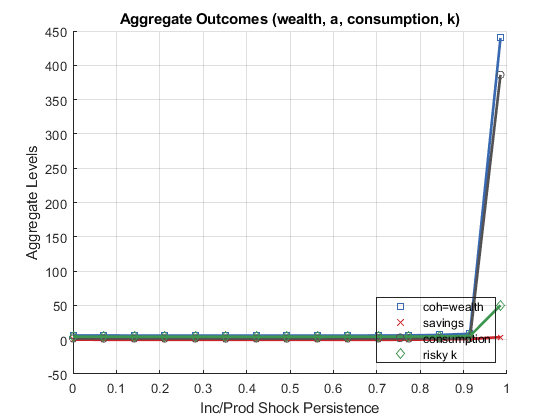 Aggregate Outcomes (wealth, a, consumption, k)
450
400
350
300
250
200
150
100
50
0
-50
Aggregate Levels
coh=wealth
savings
consumption
risky k
0 0.1 0.2 0.3 0.4 0.5 0.6 0.7 0.8 0.9 1
Inc/Prod Shock Persistence